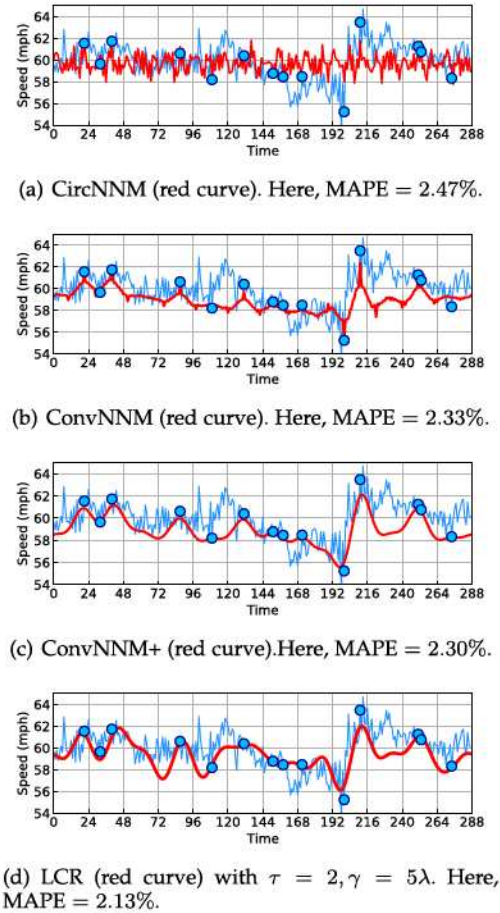 64
62
60
58
56
54
Speed (mph)
0 24 48 72 96 120 144 168 192 216 240 264 288
Time
(a) CircNNM (red curve). Here, MAPE = 2.47%.
64
62
60
58
56
54
Speed (mph)
0 24 48 72 96 120 144 168 192 216 240 264 288
Time
(b) ConvNNM (red curve). Here, MAPE = 2.33%.
64
62
60
58
56
54
Speed (mph)
0 24 48 72 96 120 144 168 192 216 240 264 288
Time
(c) ConvNNM+ (red curve).Here, MAPE = 2.30%.
64
62
60
58
56
54
Speed (mph)
0 24 48 72 96 120 144 168 192 216 240 264 288
Time
(d) LCR (red curve) with τ = 2, γ = 5λ. Here,
MAPE = 2.13%.